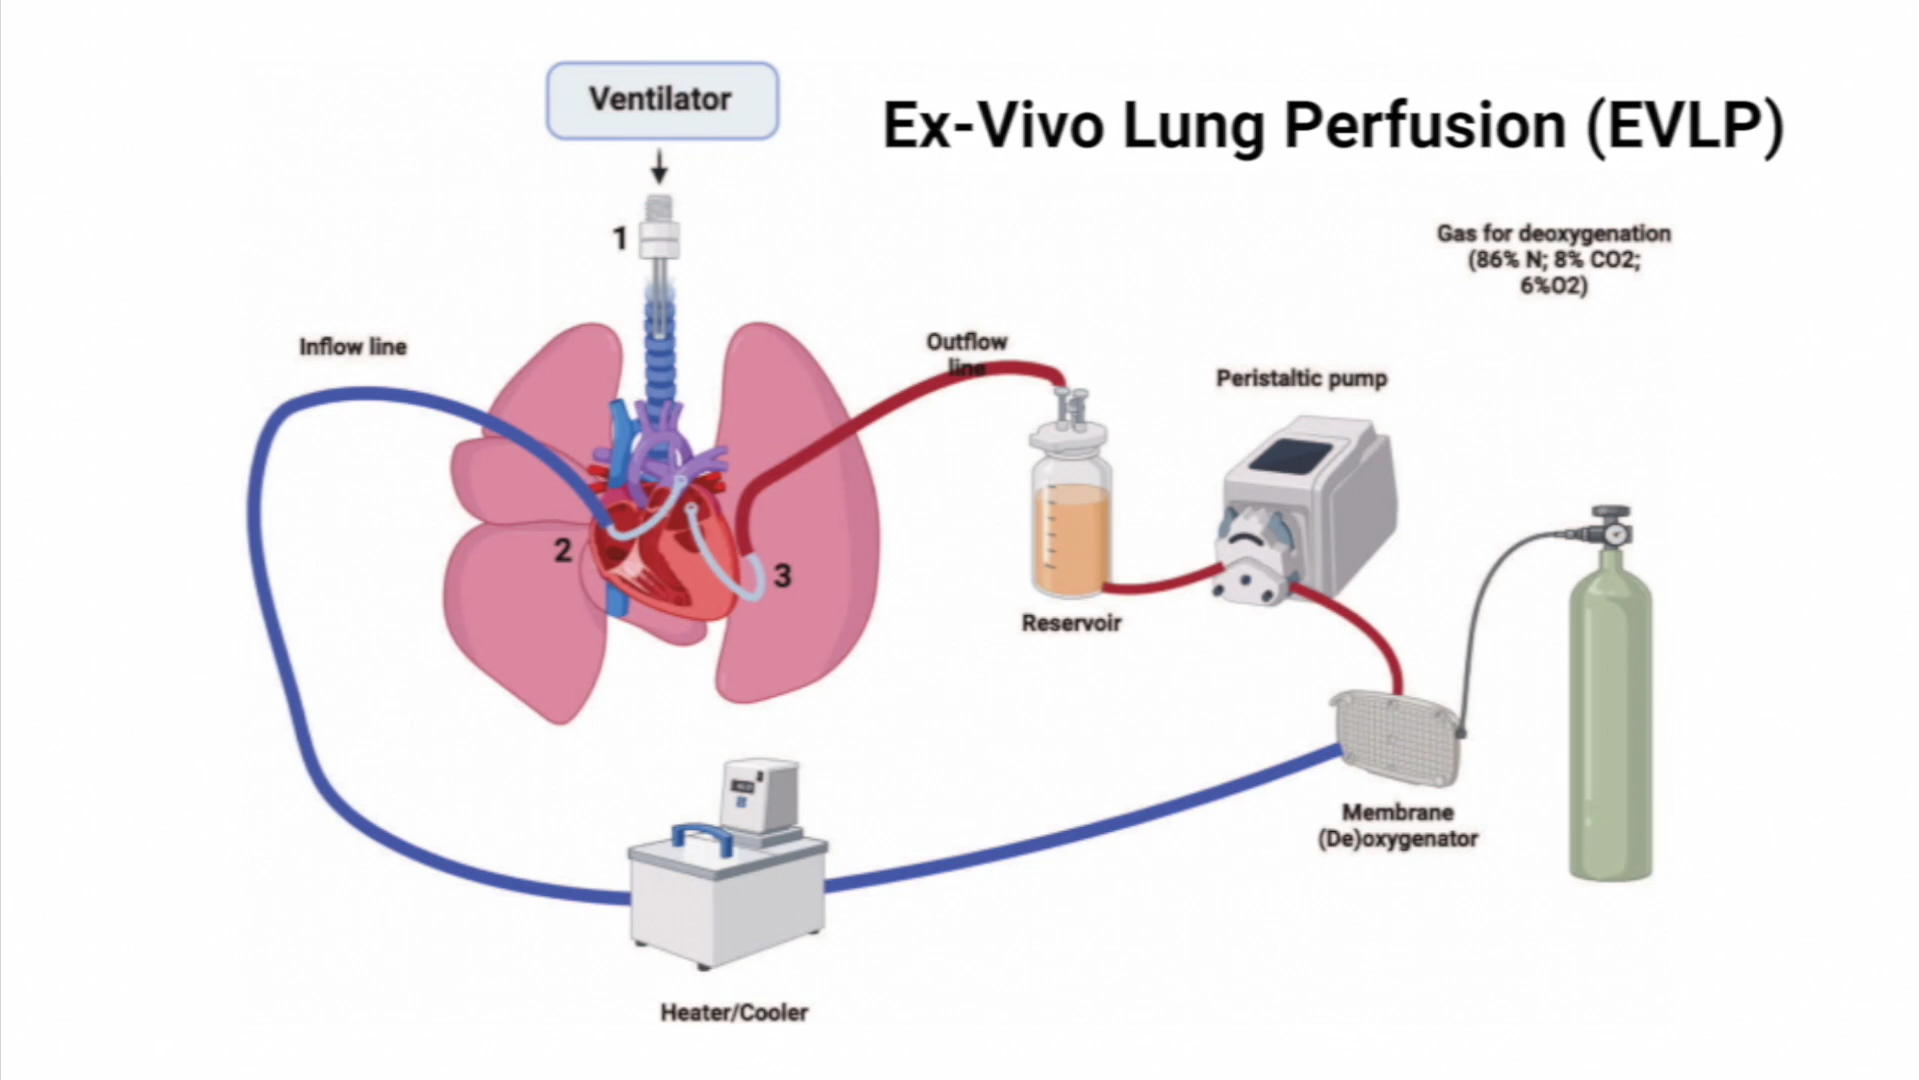 Ventilator
Ex-Vivo Lung Perfusion (EVLP)
1
Gas for deoxygenation
(86% N; 8% CO2;
6%O2)
Inflow line
Outflow
line
Peristaltic pump
2
3
Reservoir
Membrane
(De)oxygenator
Heater/Cooler